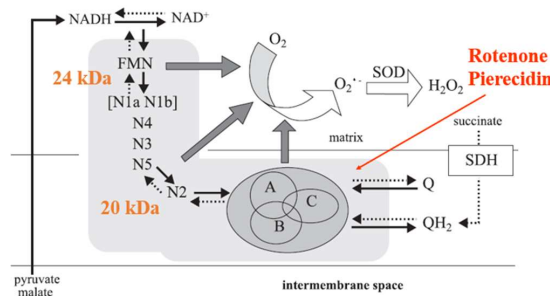 NADH
NAD⁺
24 kDa
FMN
[N1a N1b]
N4
N3
N5
N2
20 kDa
O₂
O₂˙⁻
SOD
H₂O₂
Rotenone
Pierecidin
matrix
succinate
SDH
A
C
B
Q
QH₂
pyruvate
malate
intermembrane space